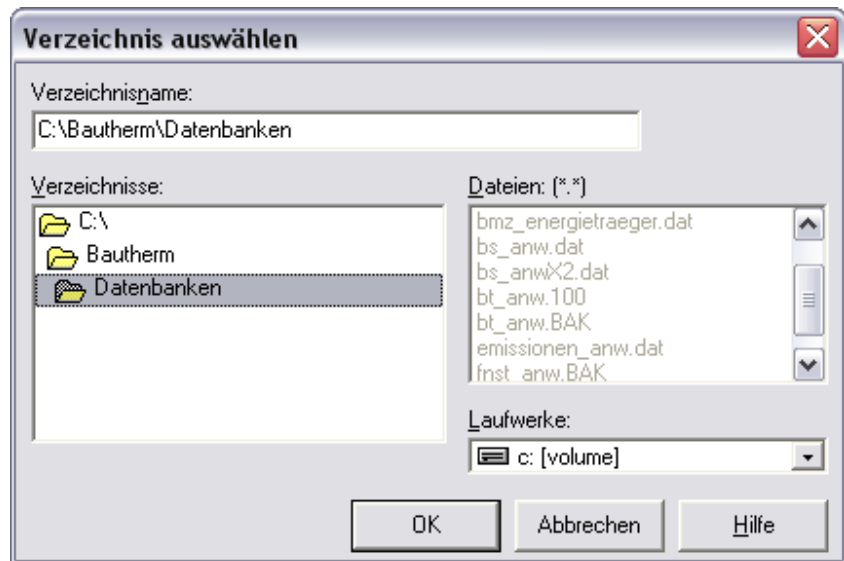 Verzeichnis auswählen
Verzeichnisname:
C:\Bautherm\Datenbanken
Verzeichnisse:
C:\
Bautherm
Datenbanken
Dateien: (*.*)
bmz_energietraeger.dat
bs_anw.dat
bs_anwX2.dat
bt_anw.100
bt_anw.BAK
emissionen_anw.dat
fnst_anw.BAK
Laufwerke:
c: [volume]
OK
Abbrechen
Hilfe